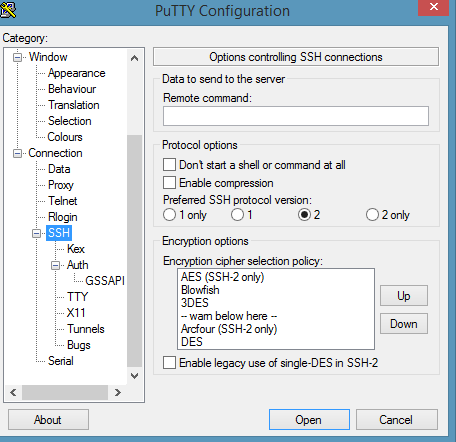 PuTTY Configuration
Category:
Window
Appearance
Behaviour
Translation
Selection
Colours
Connection
Data
Proxy
Telnet
Rlogin
SSH
Kex
Auth
GSSAPI
TTY
X11
Tunnels
Bugs
Serial
Options controlling SSH connections
Data to send to the server
Remote command:
Protocol options
Don't start a shell or command at all
Enable compression
Preferred SSH protocol version:
1 only 1 2 2 only
Encryption options
Encryption cipher selection policy:
AES (SSH-2 only)
Blowfish
3DES
-- warn below here --
Arcfour (SSH-2 only)
DES
Up
Down
Enable legacy use of single-DES in SSH-2
About Open Cancel